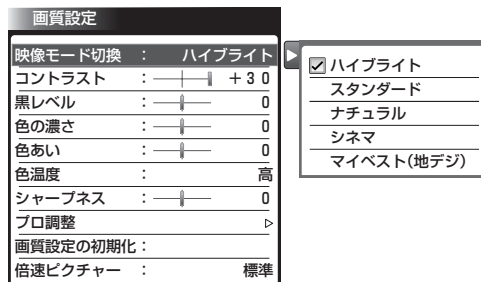 画質設定
映像モード切換 : ハイブライト
コントラスト : +30
黒レベル : 0
色の濃さ : 0
色あい : 0
色温度 : 高
シャープネス : 0
プロ調整
画質設定の初期化 :
倍速ピクチャー : 標準
ハイブライト
スタンダード
ナチュラル
シネマ
マイベスト(地デジ)